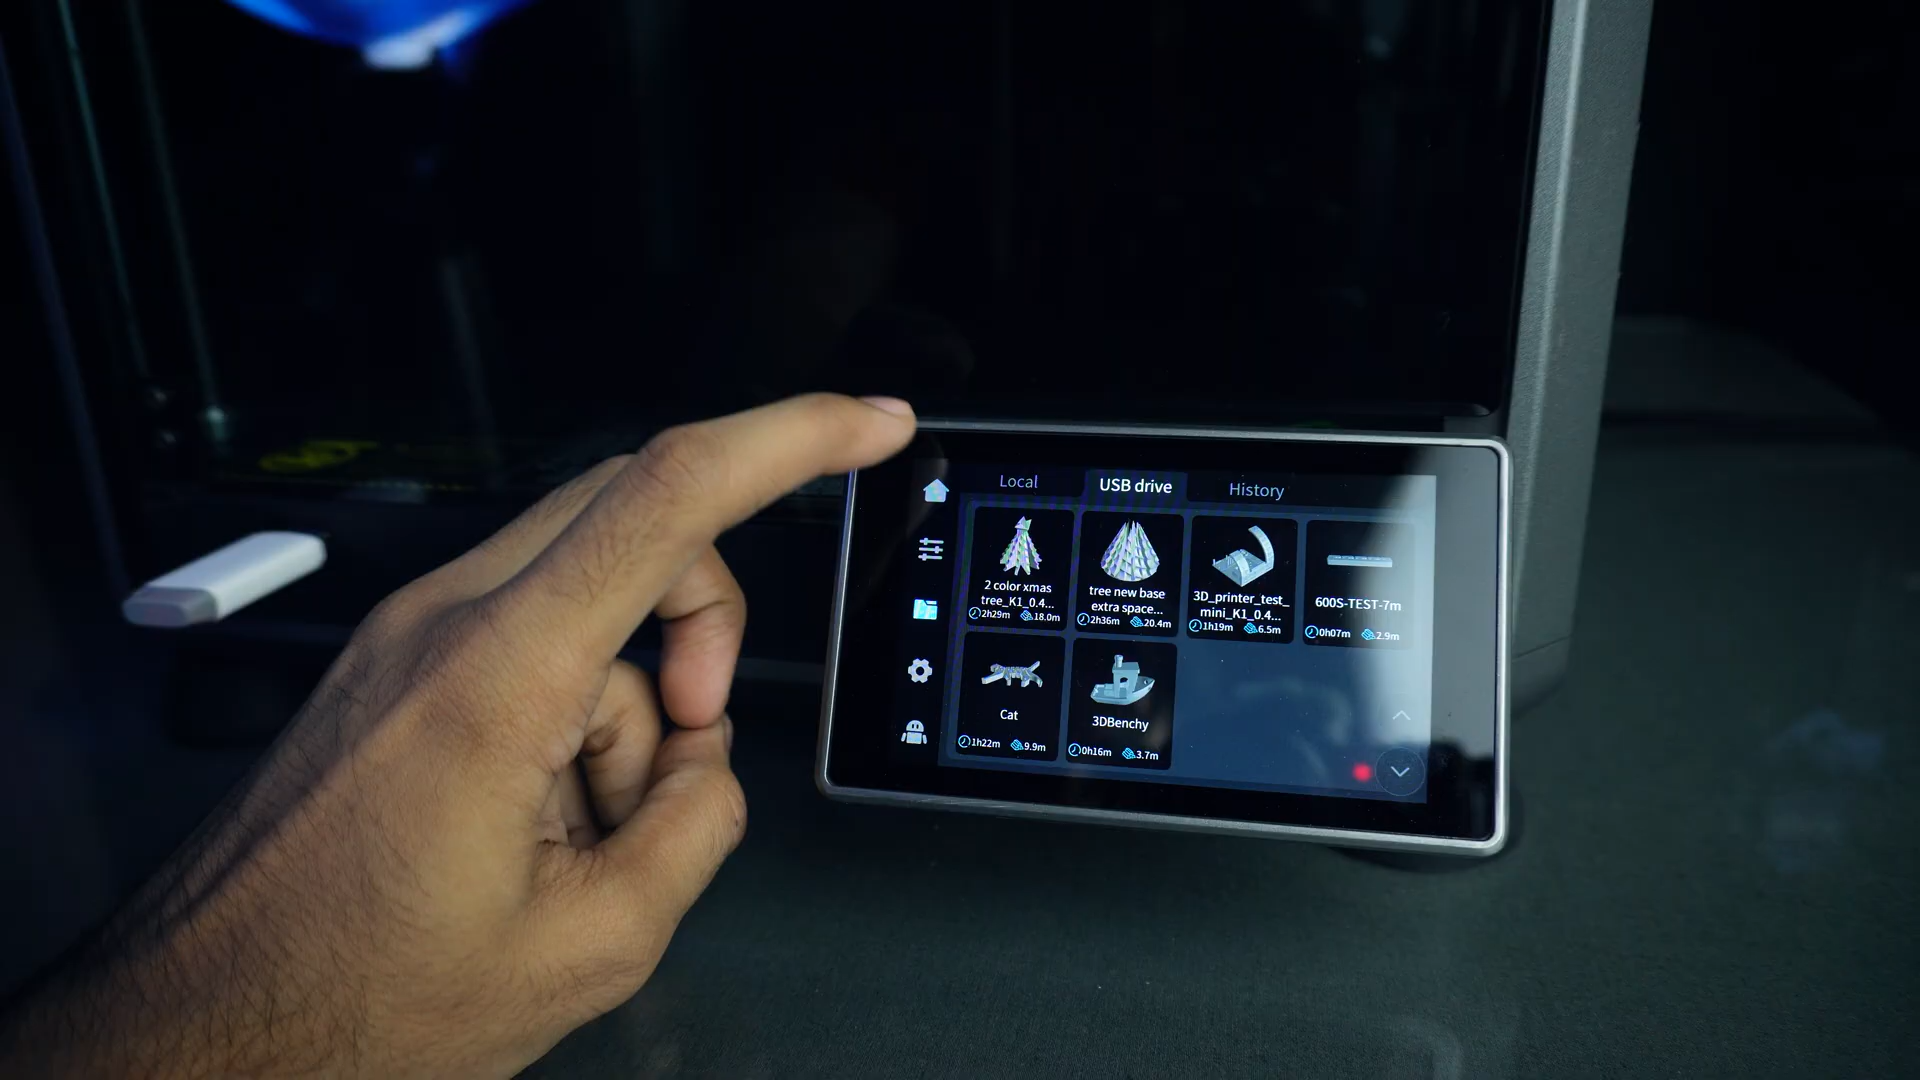 Local USB drive History
2 color xmas
tree_K1_0.4...
2h29m 18.0m
tree new base
extra space...
2h36m 20.4m
3D_printer_test_
mini_K1_0.4...
1h19m 6.5m
600S-TEST-7m
0h07m 2.9m
Cat
1h22m 9.9m
3DBenchy
0h16m 3.7m